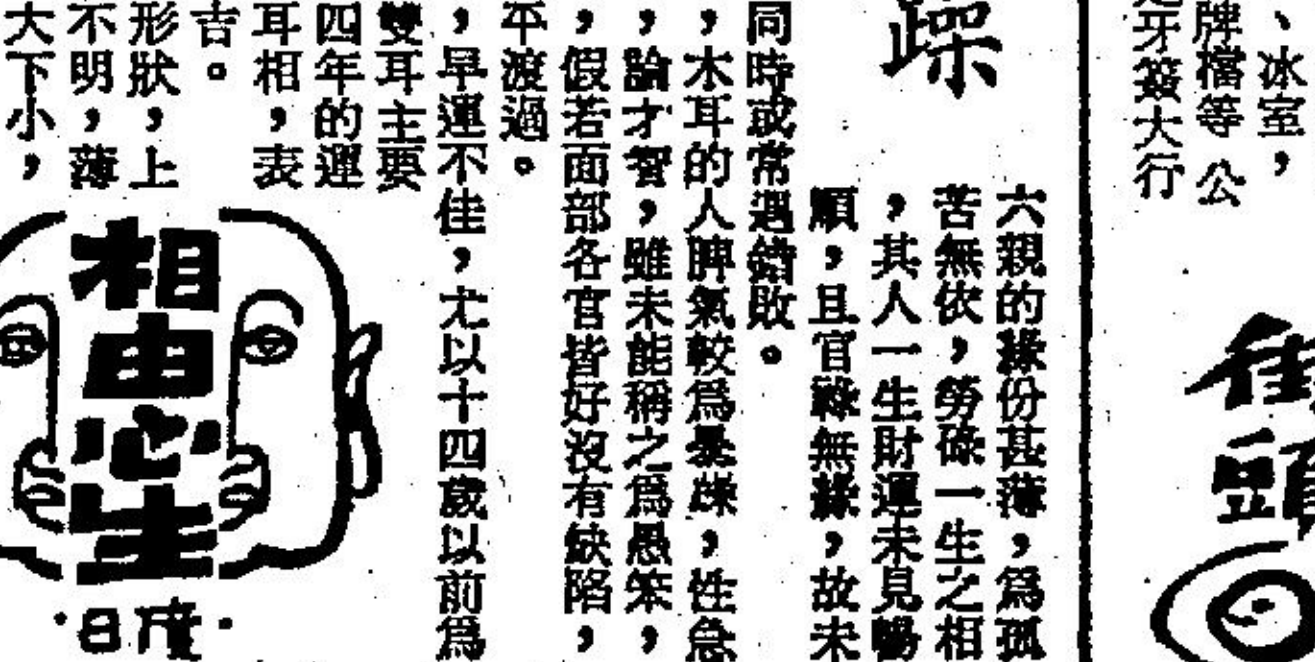 、冰室，
牌檔等公
牙簽大行
街頭
躁
六親的緣份甚薄，爲孤
苦無依，勞碌一生之相
，其人一生財運未見暢
順，且官祿無緣，故未
同時或常遇錯敗。
，木耳的人脾氣較爲暴躁，性急
，論才智，雖未能稱之爲愚笨，
，假若面部各官皆好沒有缺陷，
平渡過。
，早運不佳，尤以十四歲以前爲
雙耳主要
四年的運
耳相，表
吉。
形狀，上
不明，薄
大下小，
相由心生